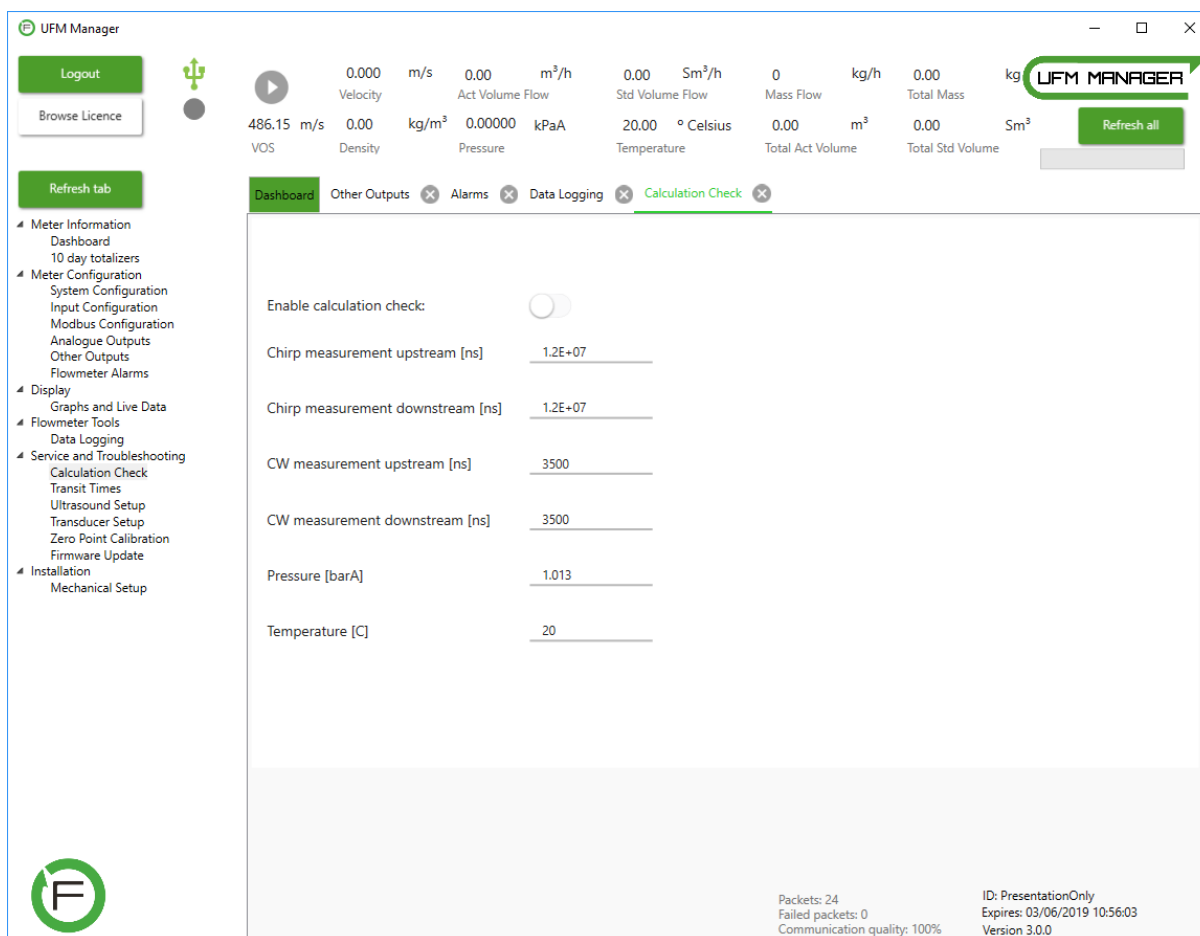 UFM Manager
Logout
Browse Licence
Refresh tab
0.000 m/s 0.00 m³/h 0.00 Sm³/h 0 kg/h 0.00 kg
Velocity Act Volume Flow Std Volume Flow Mass Flow Total Mass
486.15 m/s 0.00 kg/m³ 0.00000 kPaA 20.00 º Celsius 0.00 m³ 0.00 Sm³
VOS Density Pressure Temperature Total Act Volume Total Std Volume
UFM MANAGER
Refresh all
Dashboard Other Outputs Alarms Data Logging Calculation Check
Meter Information
Dashboard
10 day totalizers
Meter Configuration
System Configuration
Input Configuration
Modbus Configuration
Analogue Outputs
Other Outputs
Flowmeter Alarms
Display
Graphs and Live Data
Flowmeter Tools
Data Logging
Service and Troubleshooting
Calculation Check
Transit Times
Ultrasound Setup
Transducer Setup
Zero Point Calibration
Firmware Update
Installation
Mechanical Setup
Enable calculation check:
Chirp measurement upstream [ns] 1.2E+07
Chirp measurement downstream [ns] 1.2E+07
CW measurement upstream [ns] 3500
CW measurement downstream [ns] 3500
Pressure [barA] 1.013
Temperature [C] 20
F
Packets: 24
Failed packets: 0
Communication quality: 100%
ID: PresentationOnly
Expires: 03/06/2019 10:56:03
Version 3.0.0